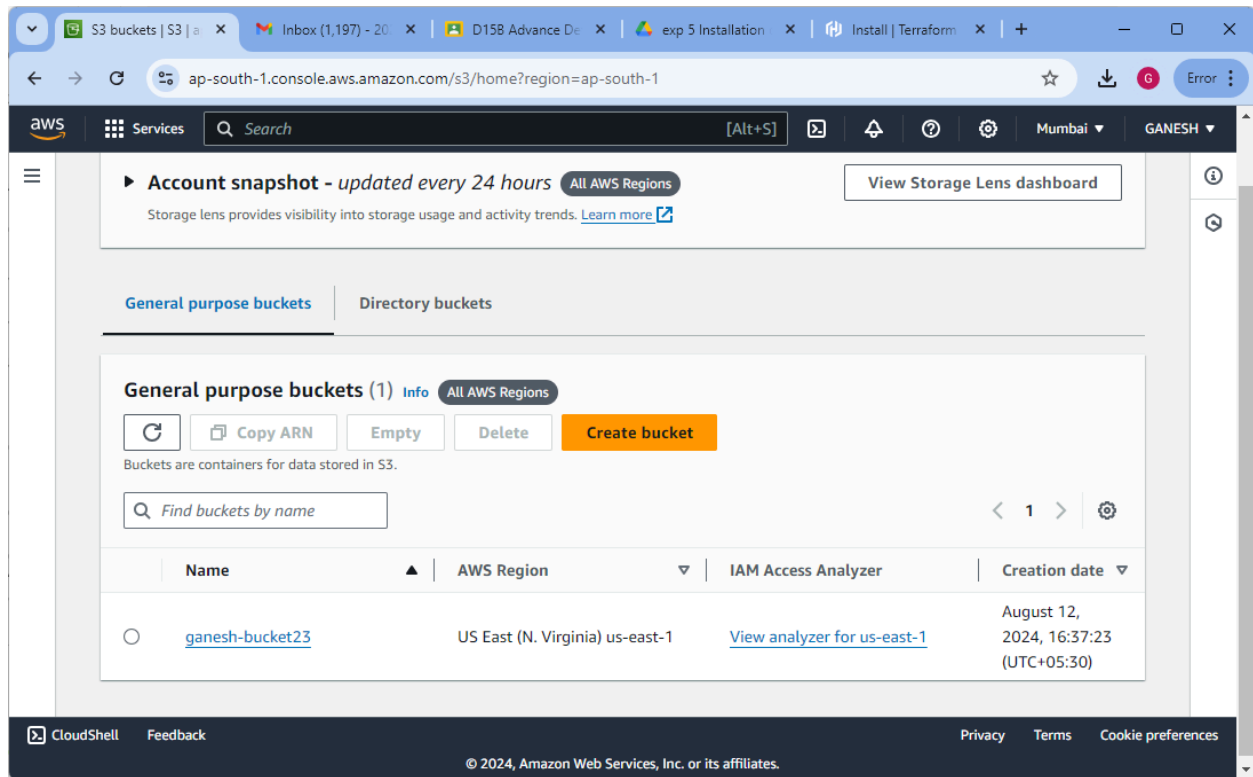 S3 buckets | S3 | a
Inbox (1,197) - 20
D15B Advance De
exp 5 Installation
Install | Terraform
ap-south-1.console.aws.amazon.com/s3/home?region=ap-south-1
G
Error
aws
Services
Search
[Alt+S]
Mumbai
GANESH
Account snapshot - updated every 24 hours All AWS Regions
View Storage Lens dashboard
Storage lens provides visibility into storage usage and activity trends. Learn more
General purpose buckets
Directory buckets
General purpose buckets (1) Info All AWS Regions
Copy ARN
Empty
Delete
Create bucket
Buckets are containers for data stored in S3.
Find buckets by name
1
Name
AWS Region
IAM Access Analyzer
Creation date
ganesh-bucket23
US East (N. Virginia) us-east-1
View analyzer for us-east-1
August 12,
2024, 16:37:23
(UTC+05:30)
CloudShell
Feedback
Privacy
Terms
Cookie preferences
© 2024, Amazon Web Services, Inc. or its affiliates.